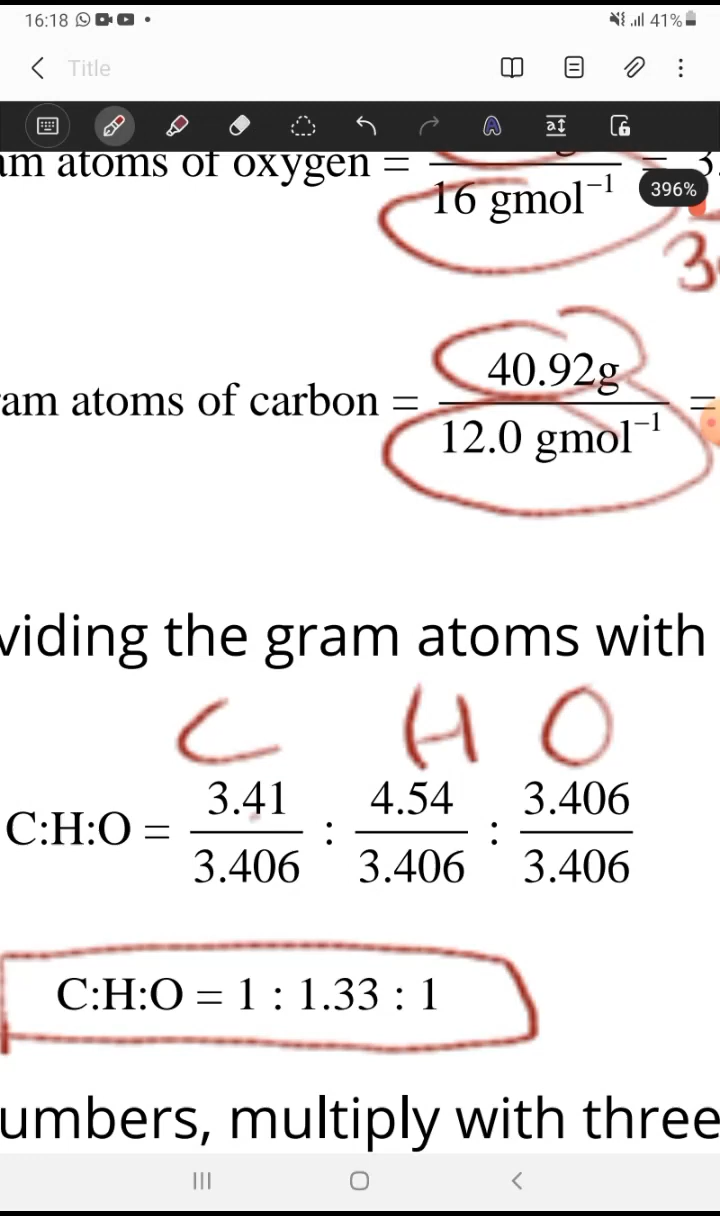 16:18 41%
Title
am atoms of oxygen = 16 gmol⁻¹ = 3.
396%
3
am atoms of carbon = 40.92g / 12.0 gmol⁻¹ =
viding the gram atoms with
C H O
C:H:O = 3.41/3.406 : 4.54/3.406 : 3.406/3.406
C:H:O = 1 : 1.33 : 1
umbers, multiply with three